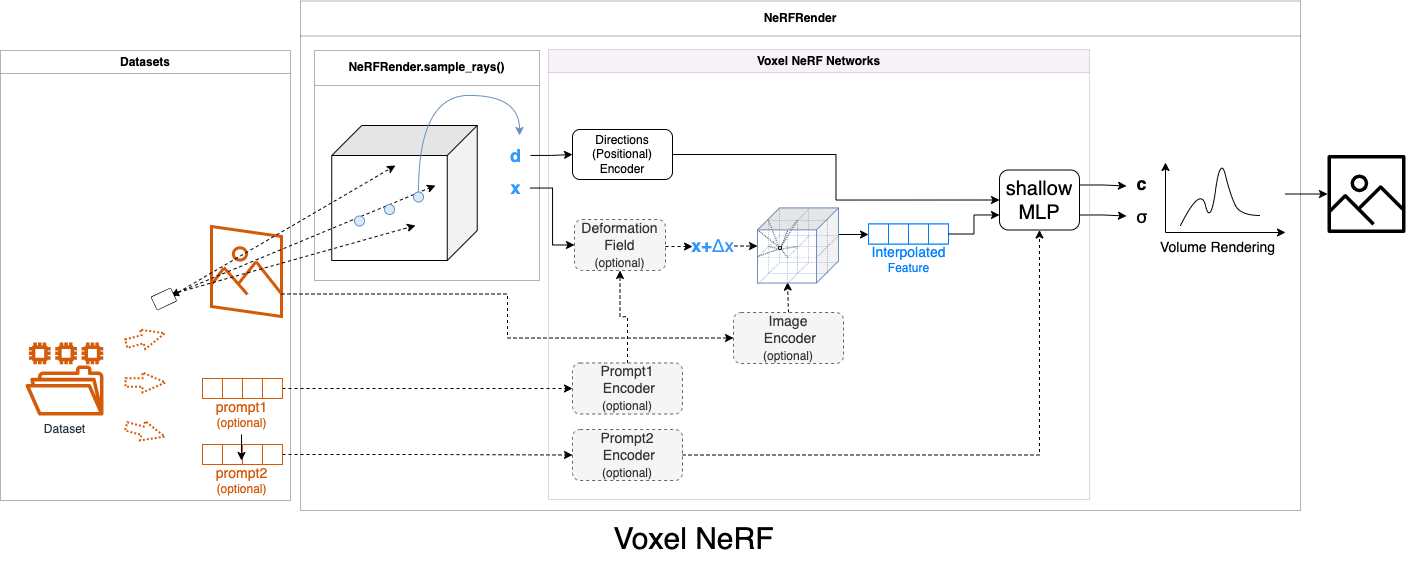 NeRFRender
Datasets
NeRFRender.sample_rays()
Voxel NeRF Networks
d
x
Directions
(Positional)
Encoder
Deformation
Field
(optional)
x+Δx
Interpolated
Feature
shallow
MLP
c
σ
Volume Rendering
Image
Encoder
(optional)
Prompt1
Encoder
(optional)
Prompt2
Encoder
(optional)
Dataset
prompt1
(optional)
prompt2
(optional)
Voxel NeRF